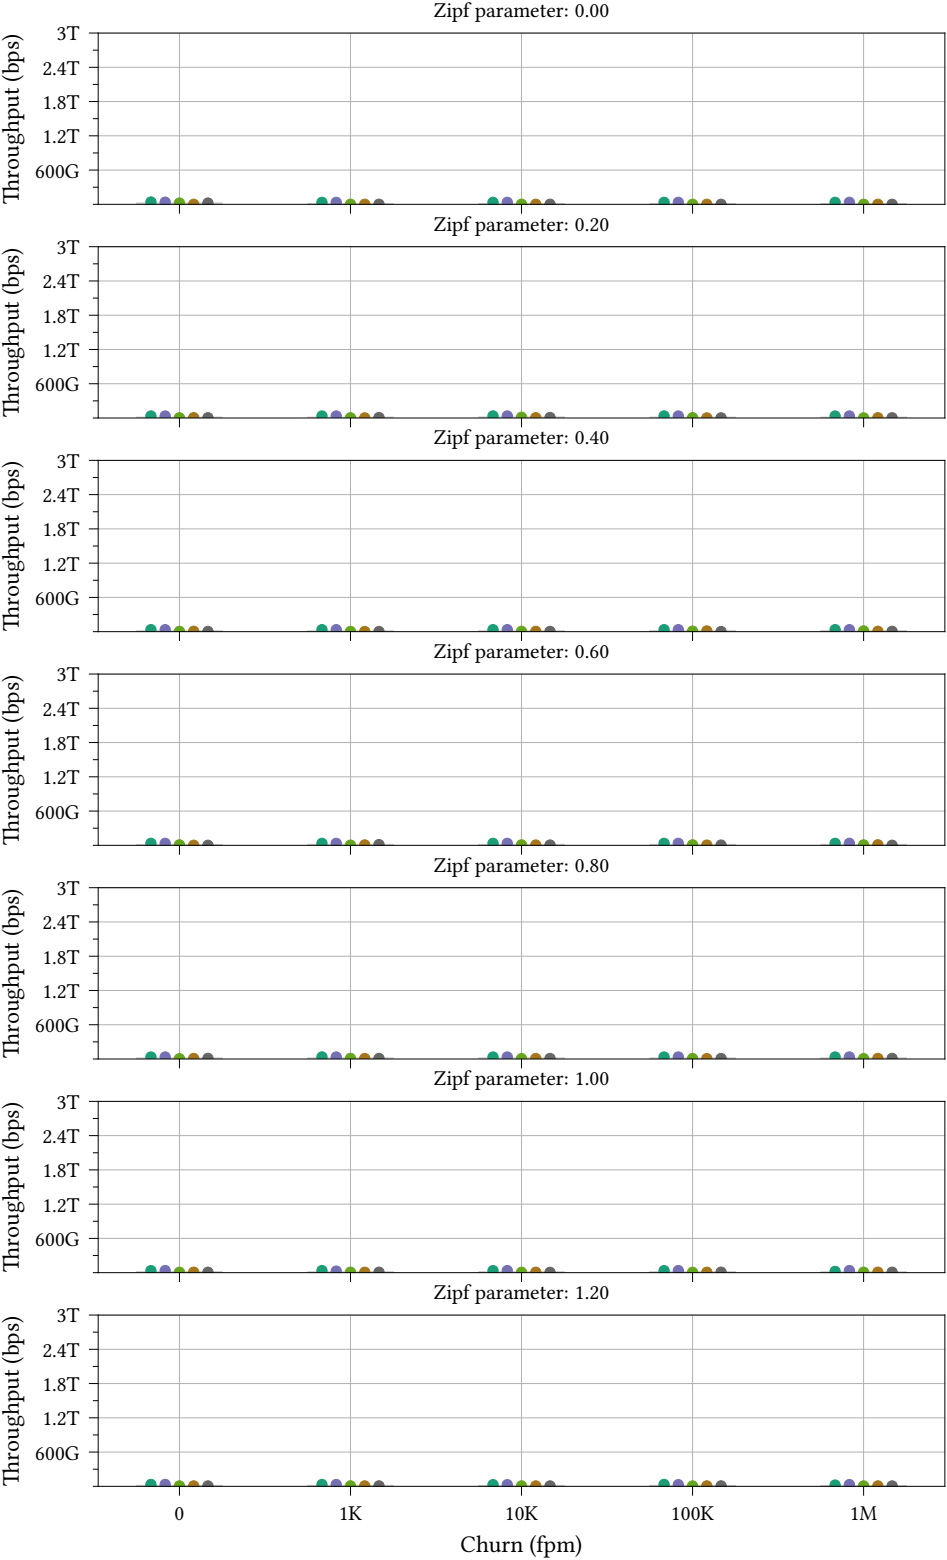 Zipf parameter: 0.00
Throughput (bps)
3T
2.4T
1.8T
1.2T
600G
Zipf parameter: 0.20
Throughput (bps)
3T
2.4T
1.8T
1.2T
600G
Zipf parameter: 0.40
Throughput (bps)
3T
2.4T
1.8T
1.2T
600G
Zipf parameter: 0.60
Throughput (bps)
3T
2.4T
1.8T
1.2T
600G
Zipf parameter: 0.80
Throughput (bps)
3T
2.4T
1.8T
1.2T
600G
Zipf parameter: 1.00
Throughput (bps)
3T
2.4T
1.8T
1.2T
600G
Zipf parameter: 1.20
Throughput (bps)
3T
2.4T
1.8T
1.2T
600G
0 1K 10K 100K 1M
Churn (fpm)